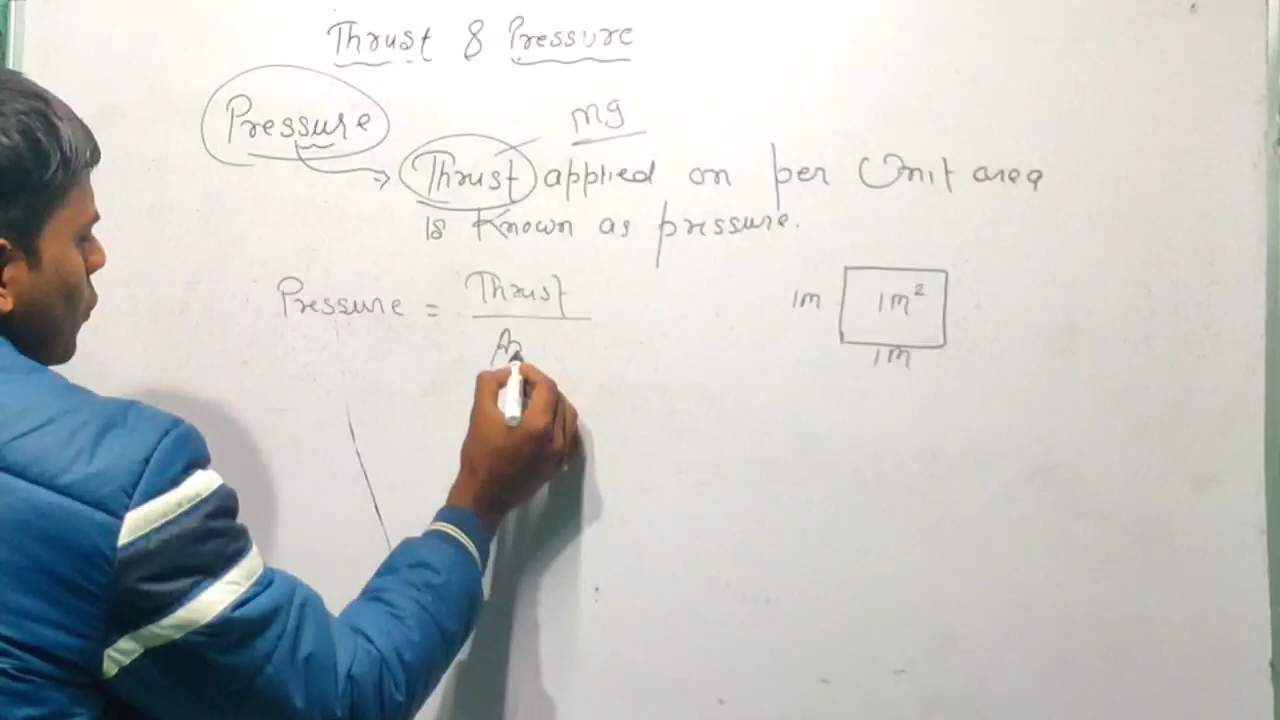 Thrust & Pressure
Pressure
mg
Thrust applied on per Unit area
is Known as pressure.
Pressure = Thrust
Ar
1m
1m²
1m